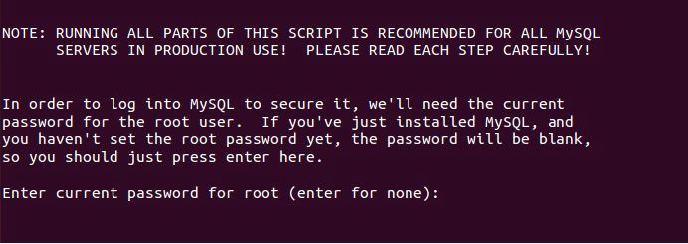 NOTE: RUNNING ALL PARTS OF THIS SCRIPT IS RECOMMENDED FOR ALL MySQL
SERVERS IN PRODUCTION USE!  PLEASE READ EACH STEP CAREFULLY!
In order to log into MySQL to secure it, we'll need the current
password for the root user.  If you've just installed MySQL, and
you haven't set the root password yet, the password will be blank,
so you should just press enter here.
Enter current password for root (enter for none):